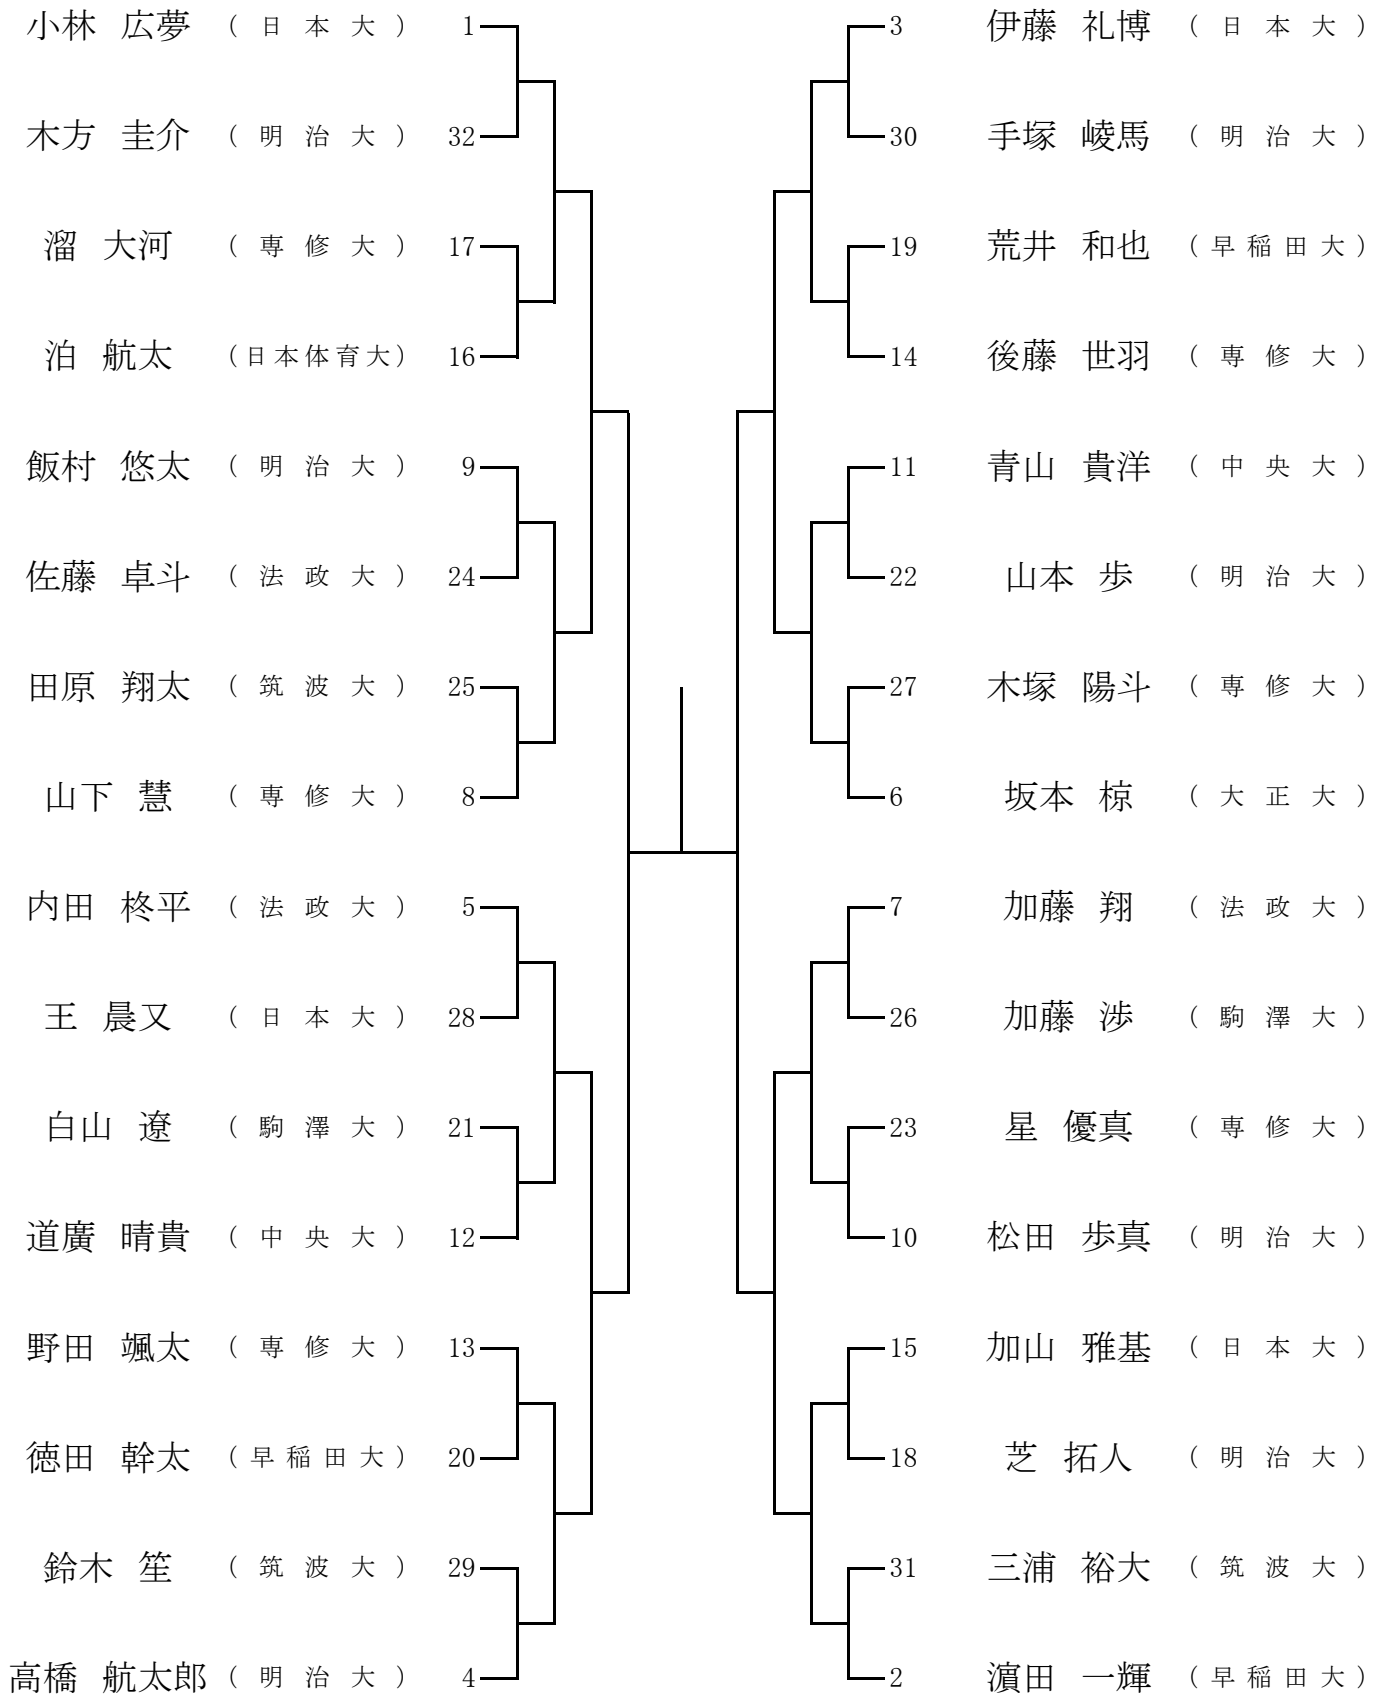 小林 広夢 （ 日 本 大 ） 1
木方 圭介 （ 明 治 大 ） 32
溜 大河 （ 専 修 大 ） 17
泊 航太 （日本体育大） 16
飯村 悠太 （ 明 治 大 ） 9
佐藤 卓斗 （ 法 政 大 ） 24
田原 翔太 （ 筑 波 大 ） 25
山下 慧 （ 専 修 大 ） 8
内田 柊平 （ 法 政 大 ） 5
王 晨又 （ 日 本 大 ） 28
白山 遼 （ 駒 澤 大 ） 21
道廣 晴貴 （ 中 央 大 ） 12
野田 颯太 （ 専 修 大 ） 13
徳田 幹太 （ 早 稲 田 大 ） 20
鈴木 笙 （ 筑 波 大 ） 29
高橋 航太郎 （ 明 治 大 ） 4
3 伊藤 礼博 （ 日 本 大 ）
30 手塚 崚馬 （ 明 治 大 ）
19 荒井 和也 （ 早 稲 田 大 ）
14 後藤 世羽 （ 専 修 大 ）
11 青山 貴洋 （ 中 央 大 ）
22 山本 歩 （ 明 治 大 ）
27 木塚 陽斗 （ 専 修 大 ）
6 坂本 椋 （ 大 正 大 ）
7 加藤 翔 （ 法 政 大 ）
26 加藤 渉 （ 駒 澤 大 ）
23 星 優真 （ 専 修 大 ）
10 松田 歩真 （ 明 治 大 ）
15 加山 雅基 （ 日 本 大 ）
18 芝 拓人 （ 明 治 大 ）
31 三浦 裕大 （ 筑 波 大 ）
2 濵田 一輝 （ 早 稲 田 大 ）